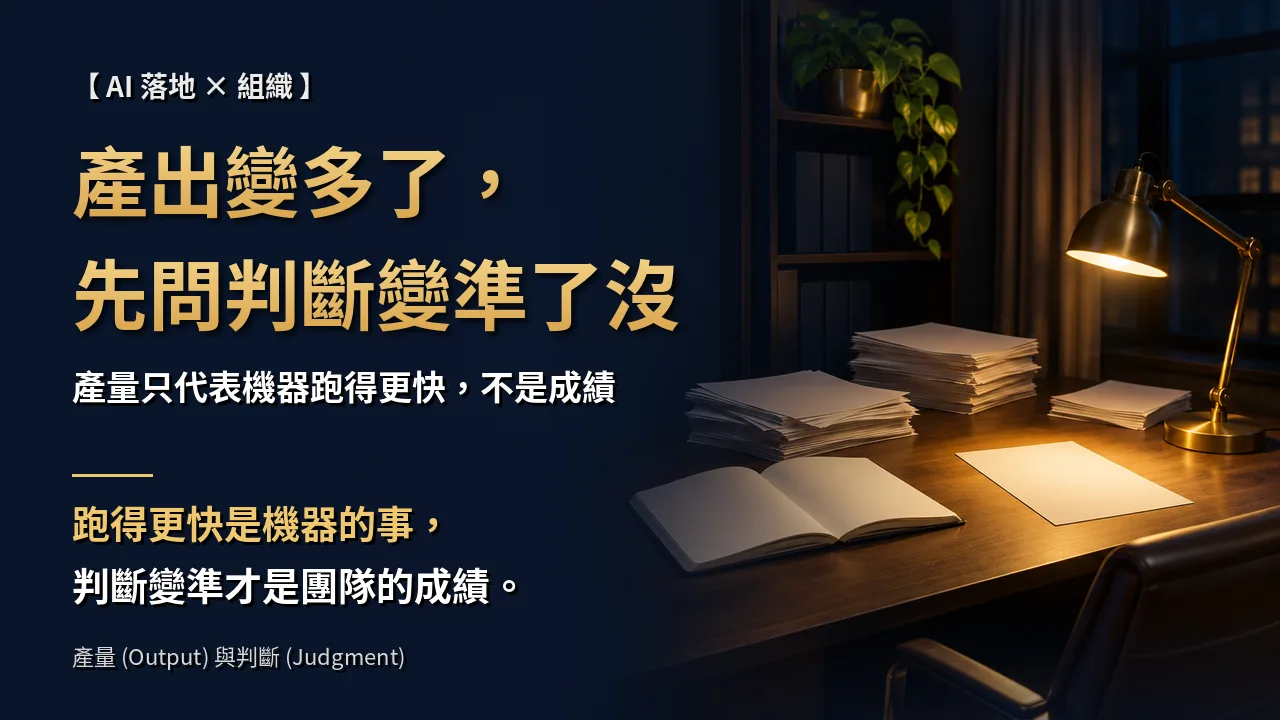 【 AI 落地 × 組織 】
產出變多了，
先問判斷變準了沒
產量只代表機器跑得更快，不是成績
跑得更快是機器的事，
判斷變準才是團隊的成績。
產量 (Output) 與判斷 (Judgment)